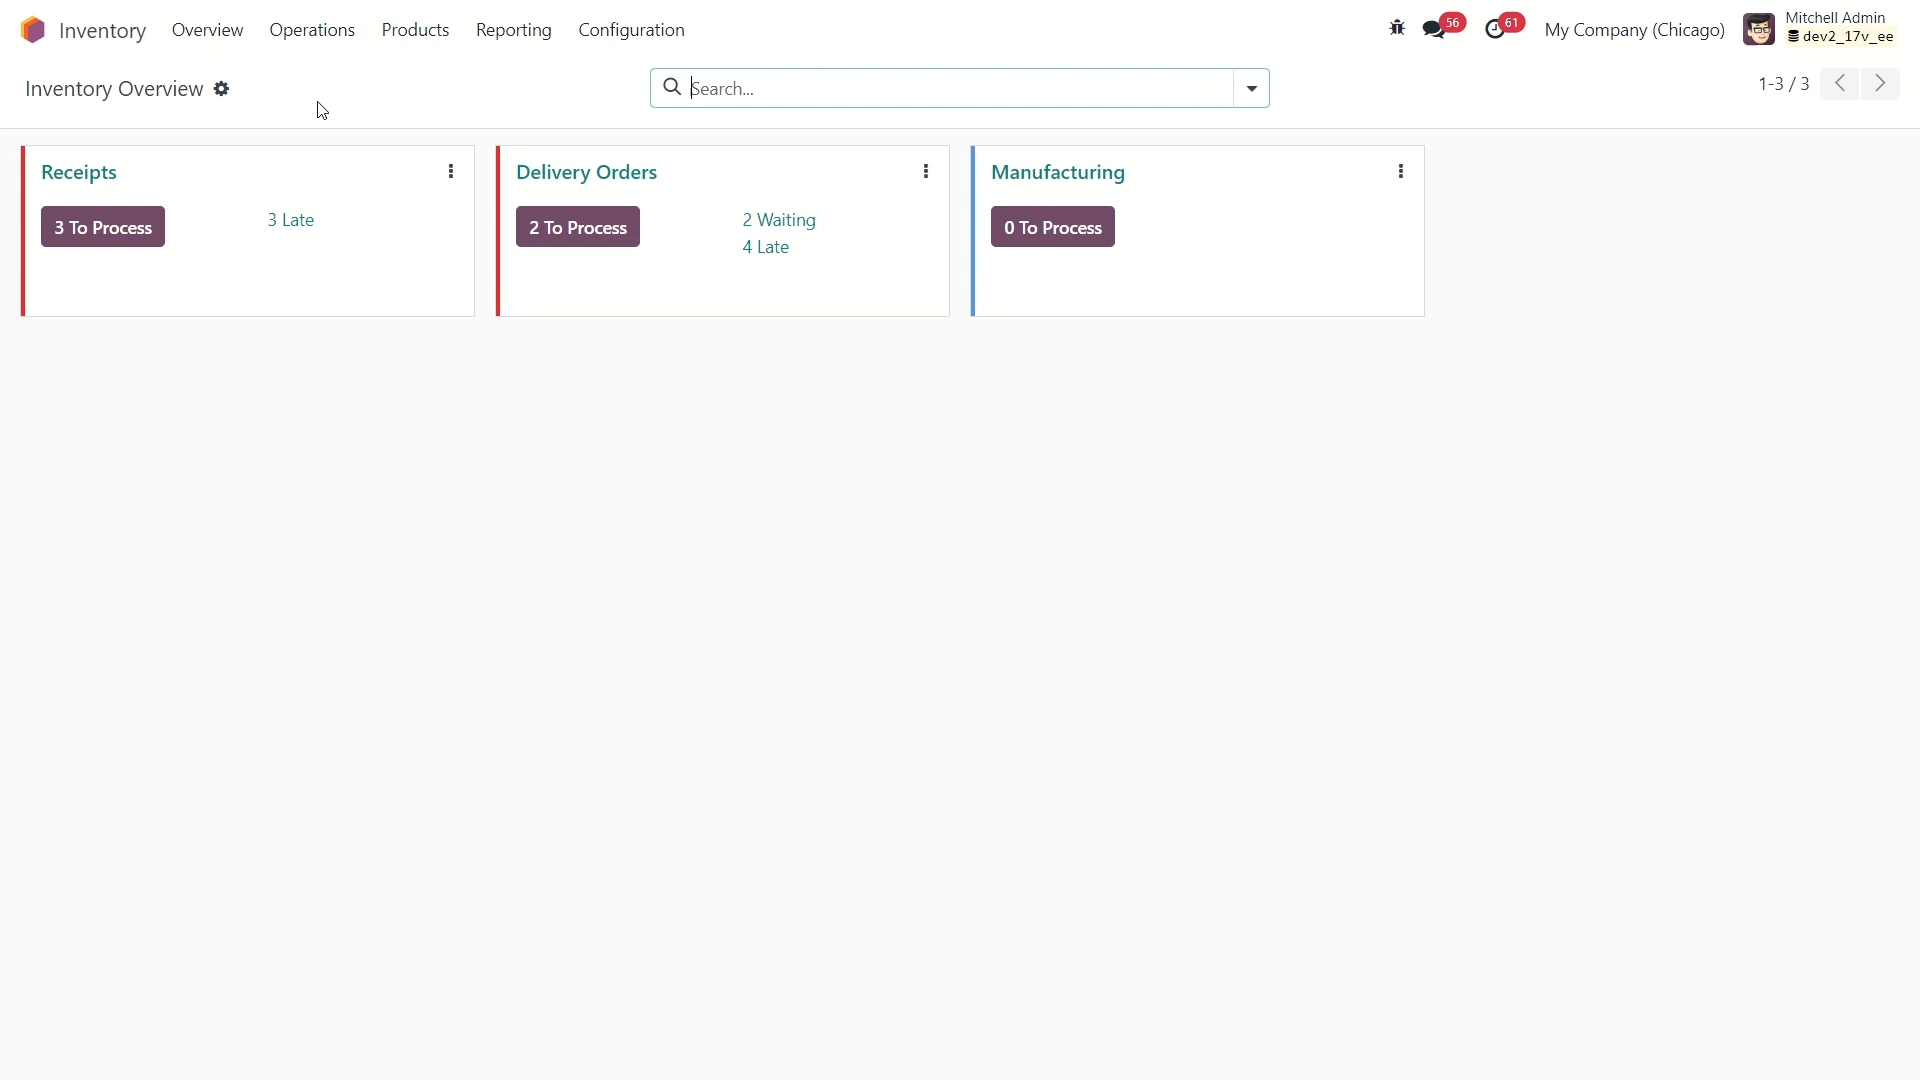 Inventory Overview Operations Products Reporting Configuration 56 61 My Company (Chicago) Mitchell Admin
dev2_17v_ee
Inventory Overview Search... 1-3 / 3
Receipts Delivery Orders Manufacturing
3 To Process 3 Late 2 To Process 2 Waiting 0 To Process
4 Late